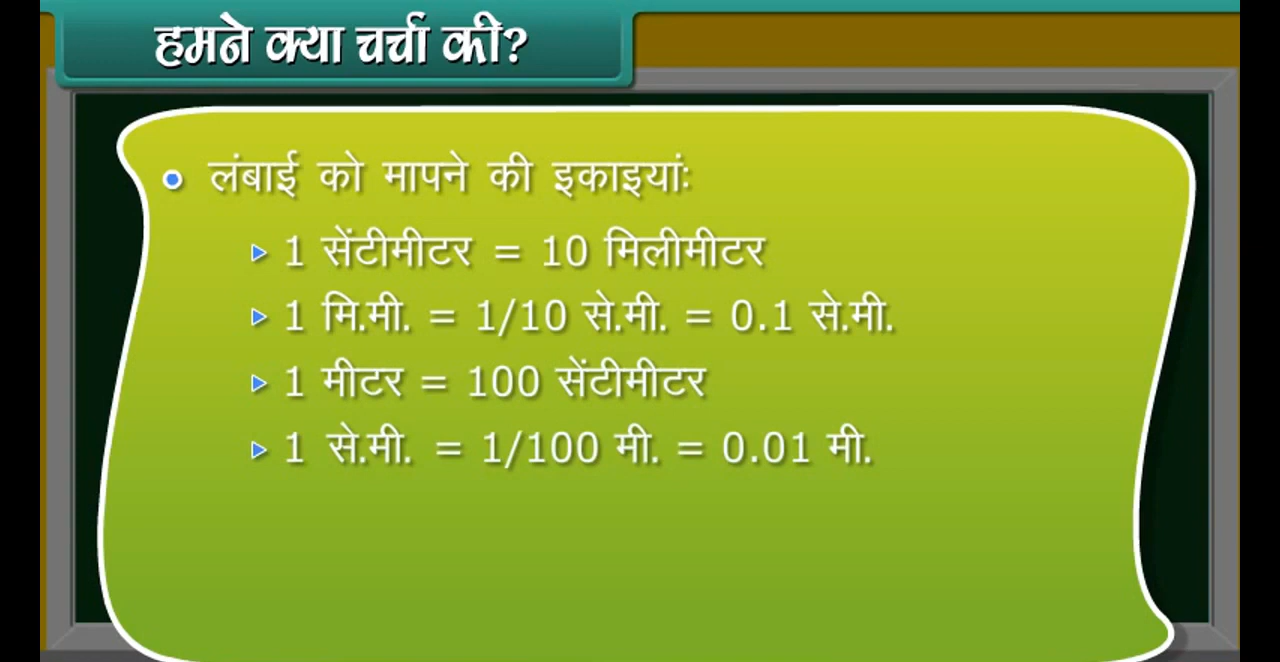 हमने क्या चर्चा की?
लंबाई को मापने की इकाइयांः
1 सेंटीमीटर = 10 मिलीमीटर
1 मि.मी. = 1/10 से.मी. = 0.1 से.मी.
1 मीटर = 100 सेंटीमीटर
1 से.मी. = 1/100 मी. = 0.01 मी.